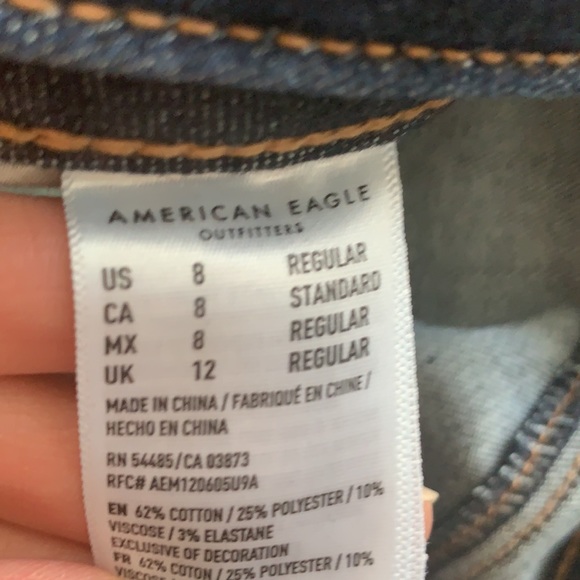 AMERICAN EAGLE
OUTFITTERS
US 8 REGULAR
CA 8 STANDARD
MX 8 REGULAR
UK 12 REGULAR
MADE IN CHINA / FABRIQUÉ EN CHINE /
HECHO EN CHINA
RN 54485/CA 03873
RFC# AEM120605U9A
EN 62% COTTON / 25% POLYESTER / 10%
VISCOSE / 3% ELASTANE
EXCLUSIVE OF DECORATION
FR 62% COTON / 25% POLYESTER / 10%